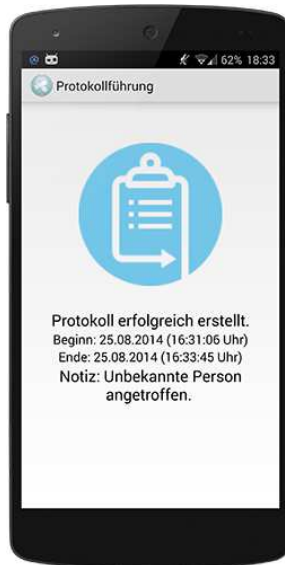 62% 18:33
Protokollführung
Protokoll erfolgreich erstellt.
Beginn: 25.08.2014 (16:31:06 Uhr)
Ende: 25.08.2014 (16:33:45 Uhr)
Notiz: Unbekannte Person
angetroffen.